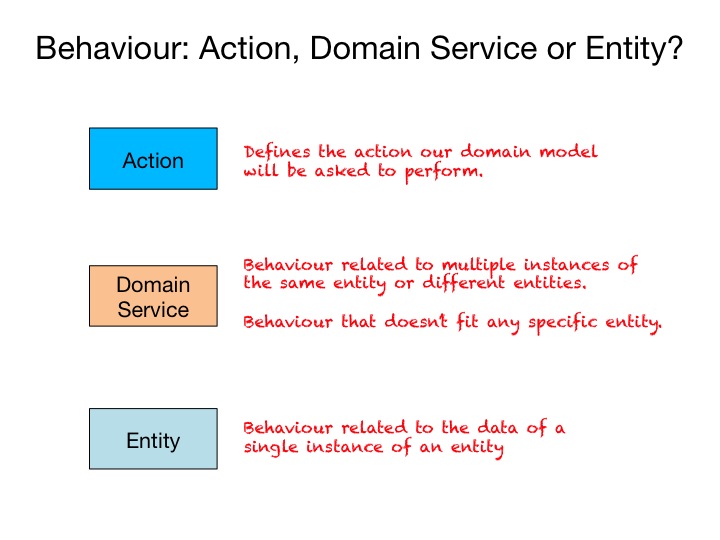 Behaviour: Action, Domain Service or Entity?
Action
Defines the action our domain model
will be asked to perform.
Domain
Service
Behaviour related to multiple instances of
the same entity or different entities.
Behaviour that doesn't fit any specific entity.
Entity
Behaviour related to the data of a
single instance of an entity